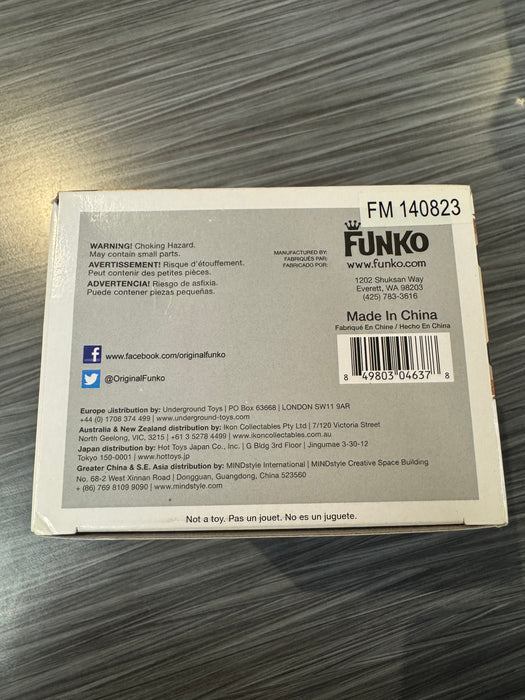 FM 140823
WARNING! Choking Hazard.
May contain small parts.
AVERTISSEMENT! Risque d'étouffement.
Peut contenir des petites pièces.
ADVERTENCIA! Riesgo de asfixia.
Puede contener piezas pequeñas.
MANUFACTURED BY:
FABRIQUÉS PAR:
FABRICADO POR:
FUNKO
www.funko.com
1202 Shuksan Way
Everett, WA 98203
(425) 783-3616
Made In China
Fabriqué En Chine / Hecho En China
8 49803 04637 8
f www.facebook.com/originalfunko
@OriginalFunko
Europe Jistribution by: Underground Toys | PO Box 63668 | LONDON SW11 9AR
+44 (0) 1708 374 499 | www.underground-toys.com
Australia & New Zealand distribution by: Ikon Collectables Pty Ltd | 7/120 Victoria Street
North Geelong, VIC, 3215 | +61 3 5278 4499 | www.ikoncollectables.com.au
Japan distribution by: Hot Toys Japan Co., Inc. | G Bldg 3rd Floor | Jingumae 3-30-12
Tokyo 150-0001 | www.hottoys.jp
Greater China & S.E. Asia distribution by: MINDstyle International | MINDstyle Creative Space Building
No. 68-2 West Xinnan Road | Dongguan, Guangdong, China 523560
+ (86) 769 8109 9090 | www.mindstyle.com
Not a toy. Pas un jouet. No es un juguete.